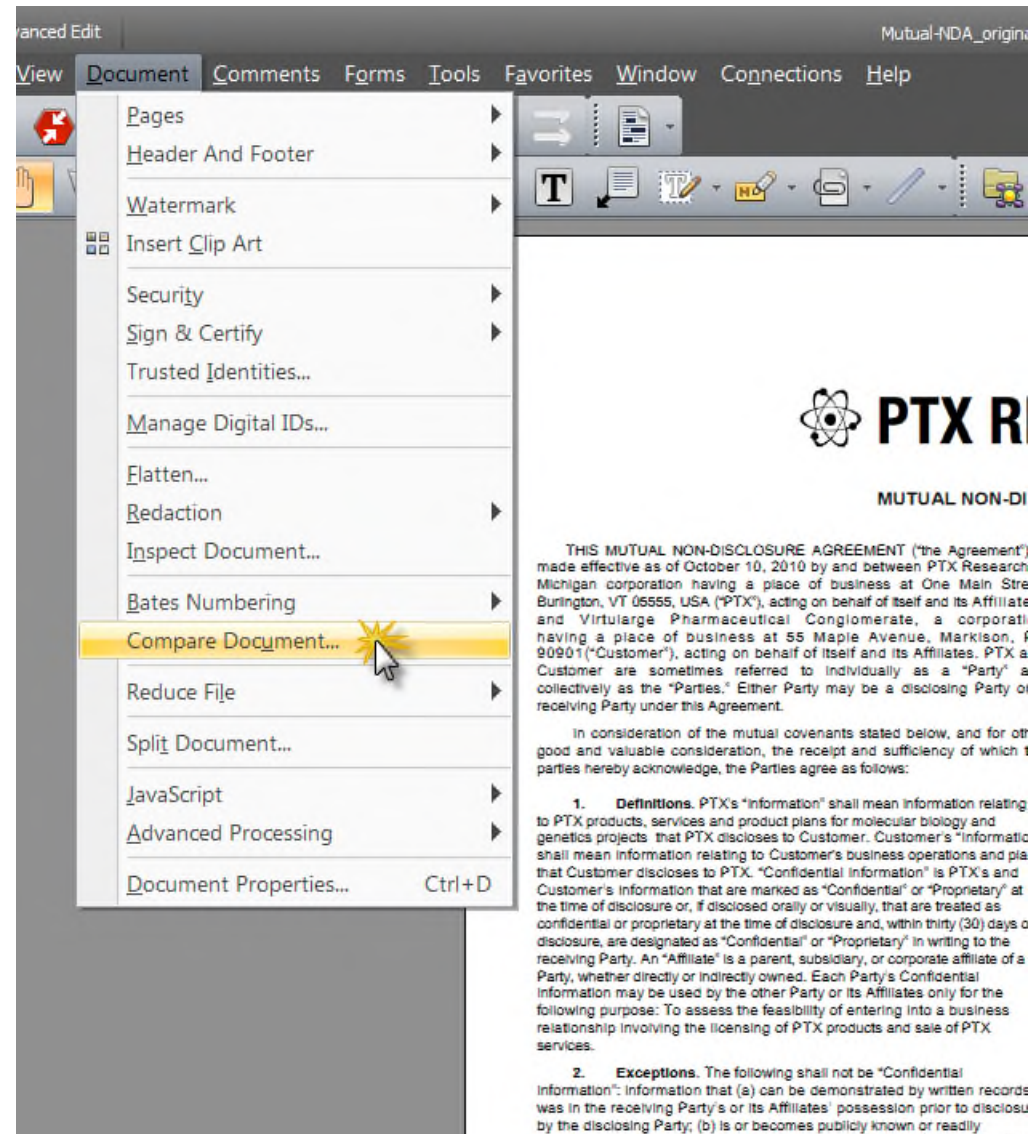 vanced Edit
Mutual-NDA_origina
View Document Comments Forms Tools Favorites Window Connections Help
Pages
Header And Footer
Watermark
Insert Clip Art
Security
Sign & Certify
Trusted Identities...
Manage Digital IDs...
Flatten...
Redaction
Inspect Document...
Bates Numbering
Compare Document...
Reduce File
Split Document...
JavaScript
Advanced Processing
Document Properties... Ctrl+D
T
PTX RE
MUTUAL NON-DI
THIS MUTUAL NON-DISCLOSURE AGREEMENT ("the Agreement")
made effective as of October 10, 2010 by and between PTX Research
Michigan corporation having a place of business at One Main Stre
Burlington, VT 05555, USA ("PTX"), acting on behalf of itself and its Affiliate
and Virtularge Pharmaceutical Conglomerate, a corporati
having a place of business at 55 Maple Avenue, Markison, P
90901("Customer"), acting on behalf of itself and its Affiliates. PTX a
Customer are sometimes referred to individually as a "Party" a
collectively as the "Parties." Either Party may be a disclosing Party or
receiving Party under this Agreement.
In consideration of the mutual covenants stated below, and for oth
good and valuable consideration, the receipt and sufficiency of which t
parties hereby acknowledge, the Parties agree as follows:
1. Definitions. PTX's "Information" shall mean information relating
to PTX products, services and product plans for molecular biology and
genetics projects that PTX discloses to Customer. Customer's "Informatio
shall mean information relating to Customer's business operations and pla
that Customer discloses to PTX. "Confidential Information" is PTX's and
Customer's information that are marked as "Confidential" or "Proprietary" at
the time of disclosure or, if disclosed orally or visually, that are treated as
confidential or proprietary at the time of disclosure and, within thirty (30) days o
disclosure, are designated as "Confidential" or "Proprietary" in writing to the
receiving Party. An "Affiliate" is a parent, subsidiary, or corporate affiliate of a
Party, whether directly or indirectly owned. Each Party's Confidential
Information may be used by the other Party or its Affiliates only for the
following purpose: To assess the feasibility of entering into a business
relationship involving the licensing of PTX products and sale of PTX
services.
2. Exceptions. The following shall not be "Confidential
Information": Information that (a) can be demonstrated by written records
was in the receiving Party's or its Affiliates' possession prior to disclosu
by the disclosing Party; (b) is or becomes publicly known or readily